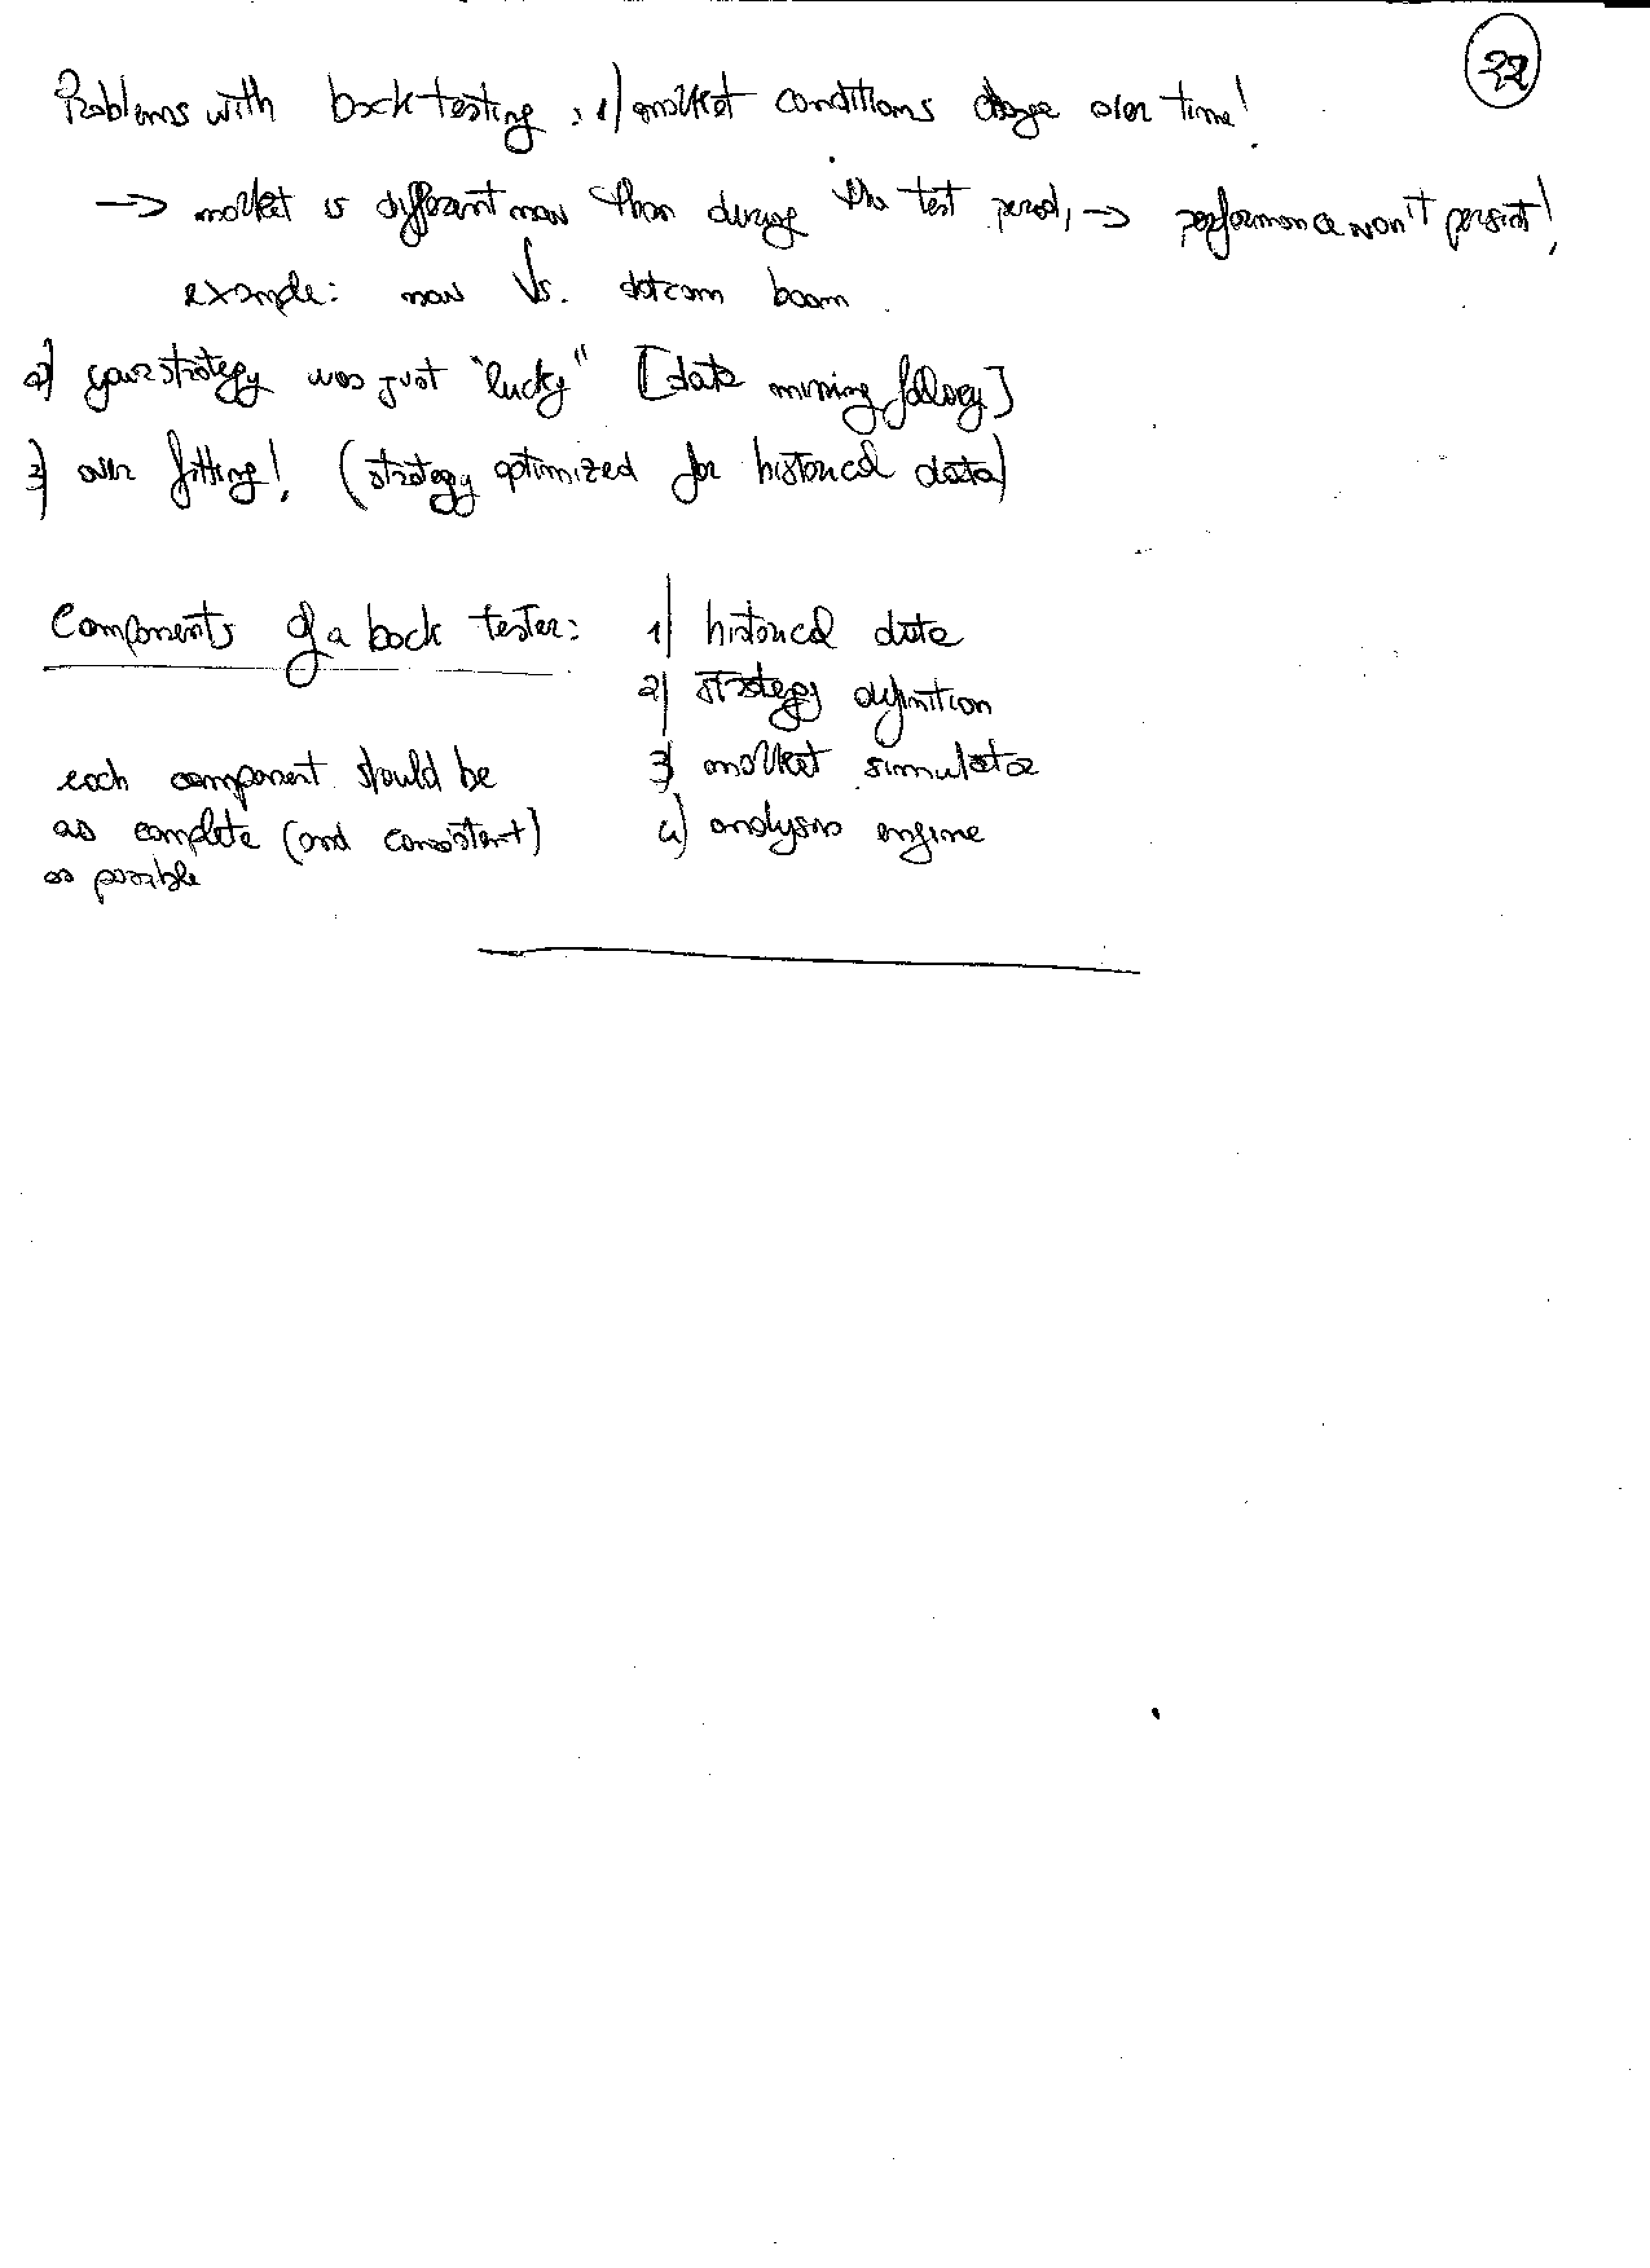 22
Problems with back testing: 1) market conditions change over time!
→ market is different now than during the test period, → performance won't persist!
example: now Vs. dotcom boom
2) your strategy was just "lucky" [data mining fallacy]
3) over fitting! (strategy optimized for historical data)
Components of a back tester: 1) historical data
2) strategy definition
each component should be 3) market simulator
as complete (and consistent) 4) analysis engine
as possible